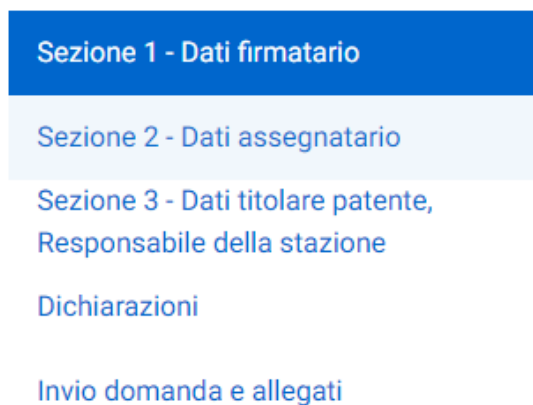 Sezione 1 - Dati firmatario
Sezione 2 - Dati assegnatario
Sezione 3 - Dati titolare patente,
Responsabile della stazione
Dichiarazioni
Invio domanda e allegati